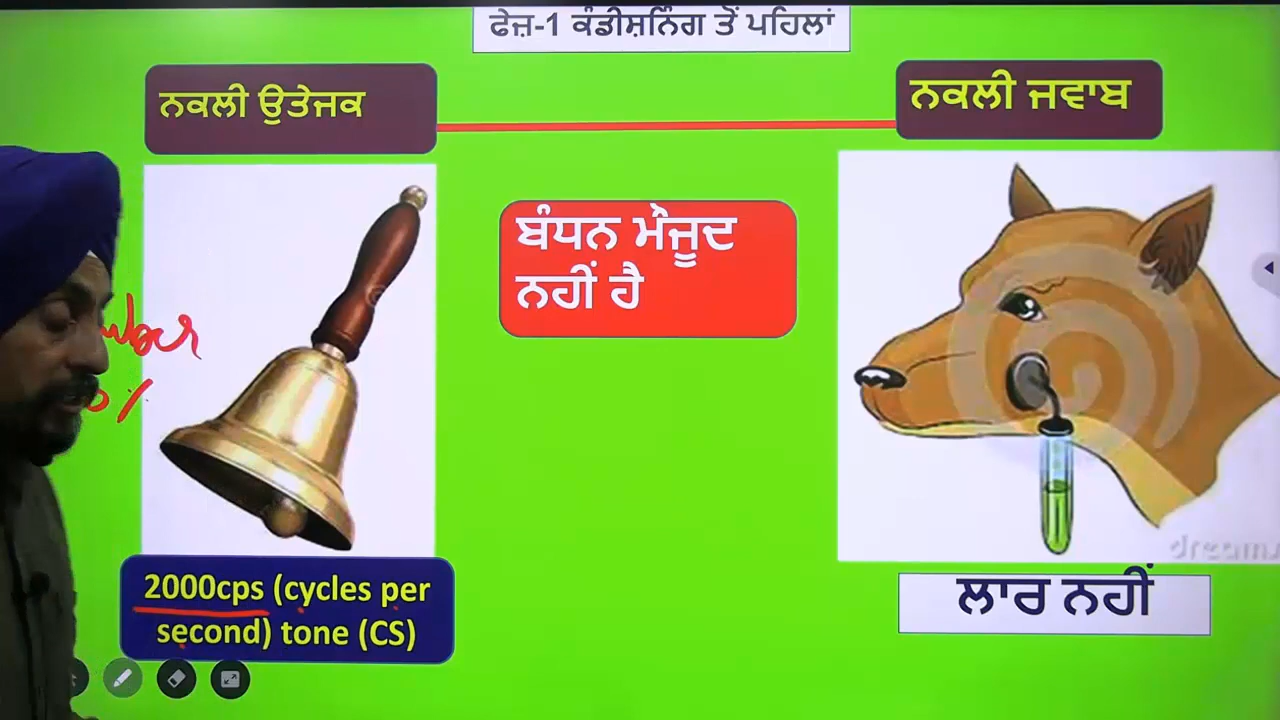 ਫੇਜ਼-1 ਕੰਡੀਸ਼ਨਿੰਗ ਤੋਂ ਪਹਿਲਾਂ
ਨਕਲੀ ਉਤੇਜਕ
ਨਕਲੀ ਜਵਾਬ
ਬੰਧਨ ਮੌਜੂਦ
ਨਹੀਂ ਹੈ
2000cps (cycles per
second) tone (CS)
ਲਾਰ ਨਹੀਂ